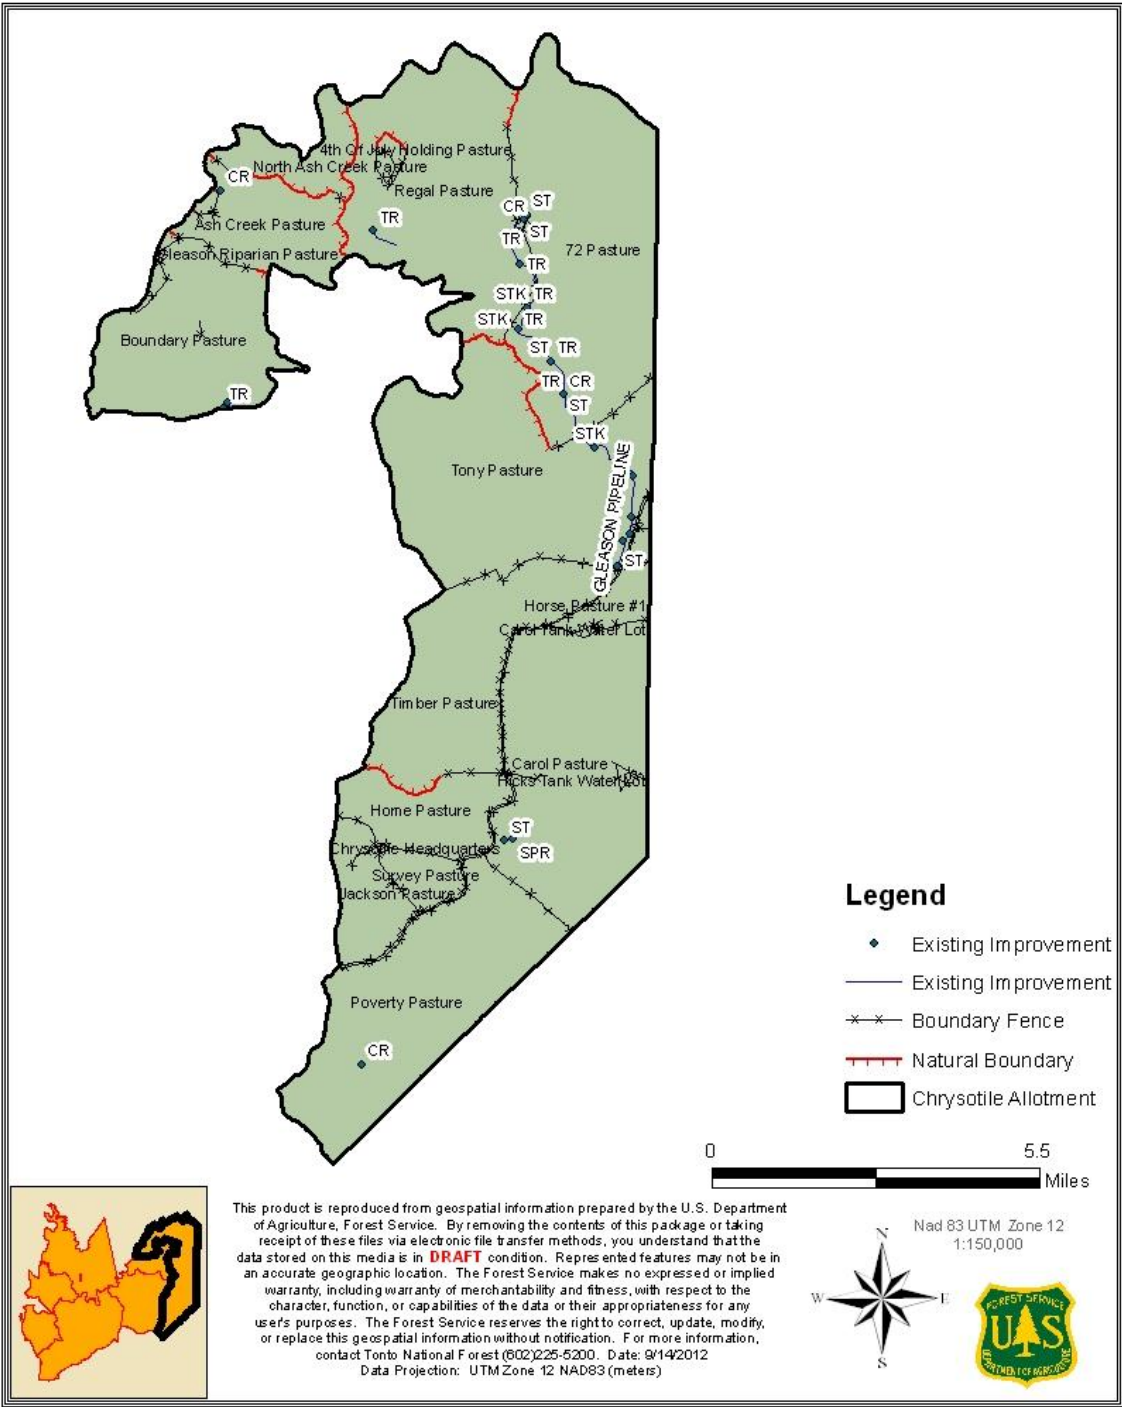 4th Of July Holding Pasture
North Ash Creek Pasture
CR
Regal Pasture
CR ST
TR
Ash Creek Pasture
TR ST
72 Pasture
Gleason Riparian Pasture
TR
STK TR
STK TR
Boundary Pasture
ST TR
TR CR
TR
ST
STK
Tony Pasture
GLEASON PIPELINE
ST
Horse Pasture #1
Carol Tank Water Lot
Timber Pasture
Carol Pasture
Hicks Tank Water Lot
Home Pasture
ST
Chrysotile Headquarters
SPR
Survey Pasture
Jackson Pasture
Poverty Pasture
CR
Legend
Existing Improvement
Existing Improvement
Boundary Fence
Natural Boundary
Chrysotile Allotment
0 5.5
Miles
This product is reproduced from geospatial information prepared by the U.S. Department
of Agriculture, Forest Service. By removing the contents of this package or taking
receipt of these files via electronic file transfer methods, you understand that the
data stored on this media is in DRAFT condition. Represented features may not be in
an accurate geographic location. The Forest Service makes no expressed or implied
warranty, including warranty of merchantability and fitness, with respect to the
character, function, or capabilities of the data or their appropriateness for any
user's purposes. The Forest Service reserves the right to correct, update, modify,
or replace this geospatial information without notification. For more information,
contact Tonto National Forest (602)225-5200. Date: 9/14/2012
Data Projection: UTM Zone 12 NAD83 (meters)
N
W E
S
Nad 83 UTM Zone 12
1:150,000
FOREST SERVICE
U S
DEPARTMENT OF AGRICULTURE